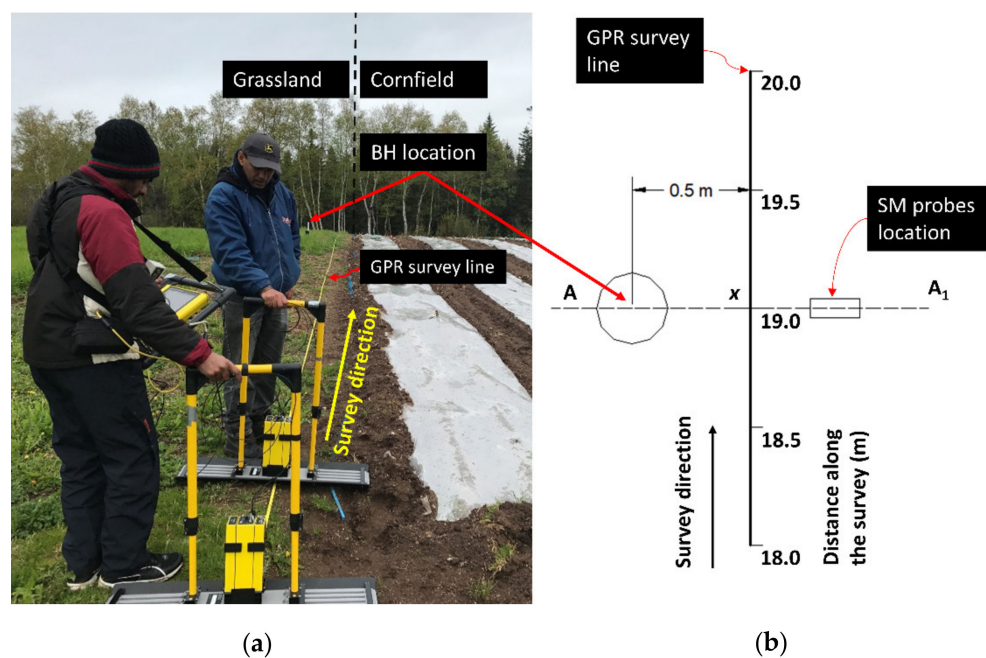 Grassland
Cornfield
BH location
GPR survey line
Survey direction
(a)
GPR survey
line
20.0
0.5 m
19.5
SM probes
location
A
x
A1
19.0
18.5
Survey direction
Distance along
the survey (m)
18.0
(b)